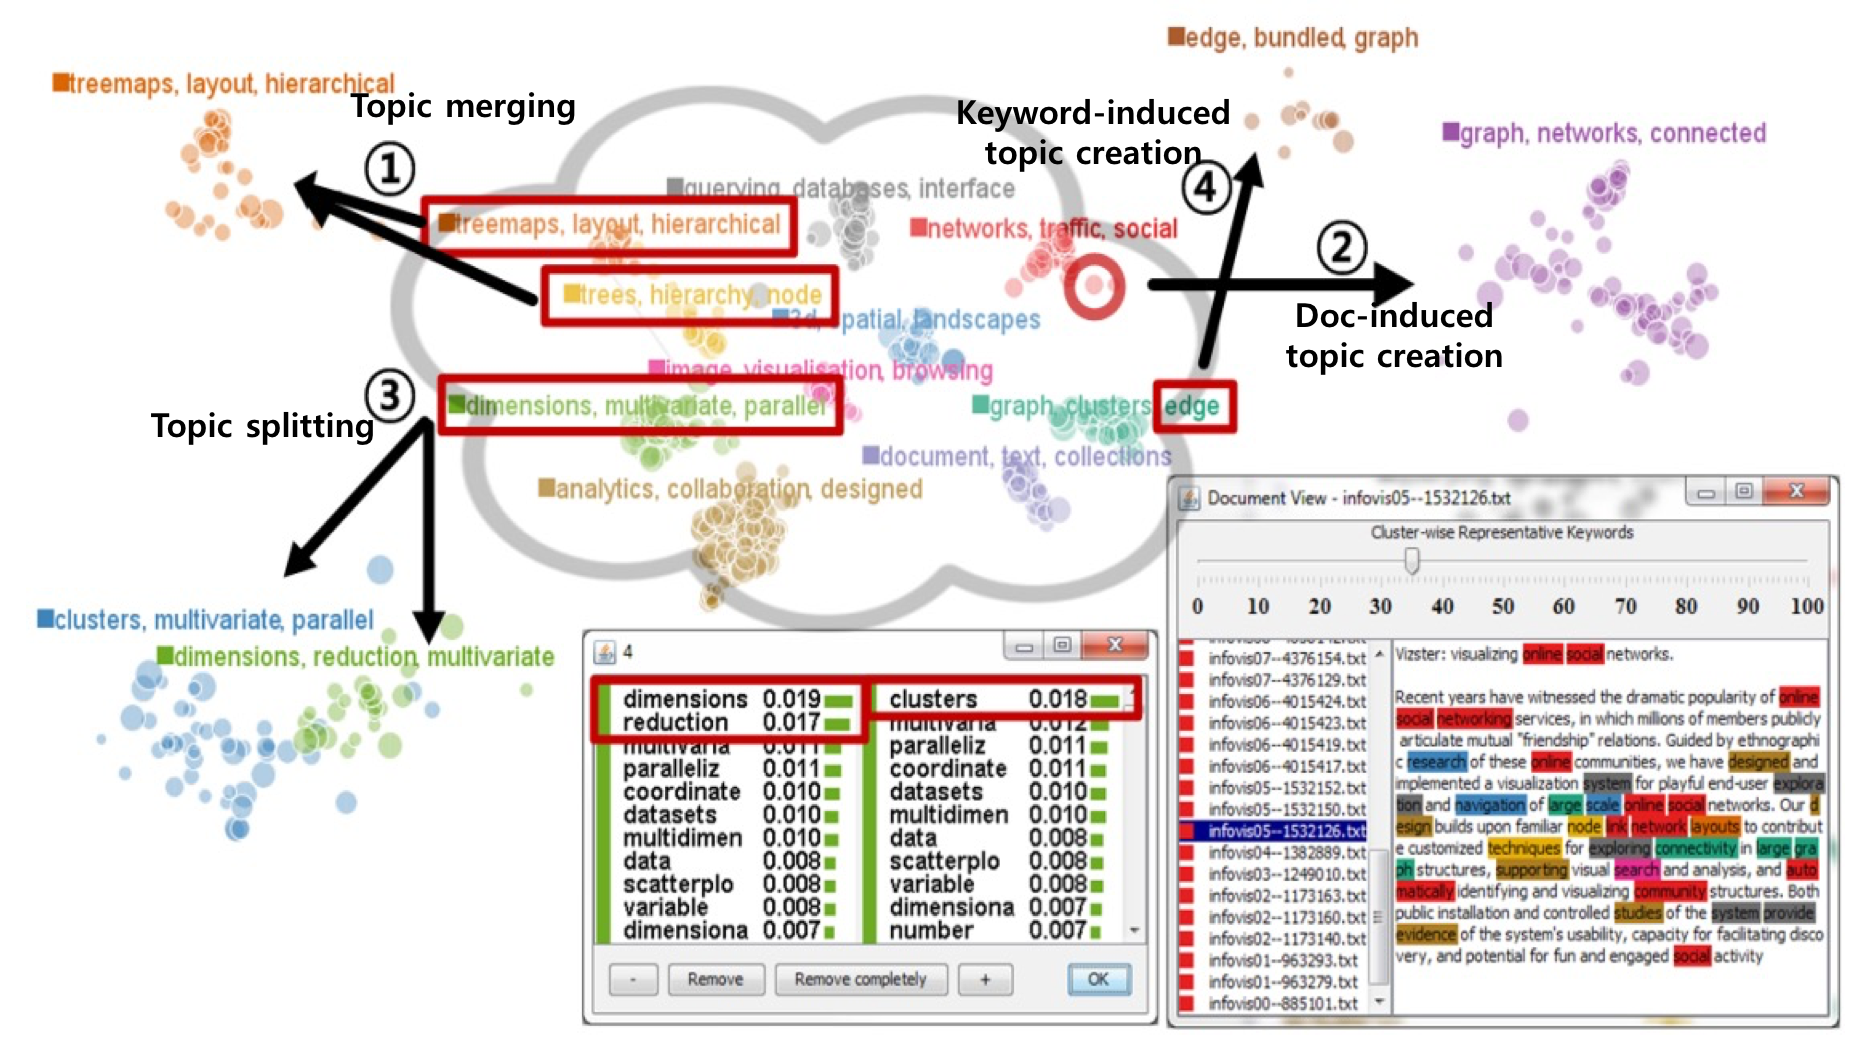 edge, bundled, graph
treemaps, layout, hierarchical
Topic merging
Keyword-induced
topic creation
graph, networks, connected
①
④
querying, databases, interface
treemaps, layout, hierarchical
networks, traffic, social
②
trees, hierarchy, node
3d, spatial, landscapes
Doc-induced
topic creation
image, visualisation, browsing
③
dimensions, multivariate, parallel
graph, clusters, edge
Topic splitting
document, text, collections
analytics, collaboration, designed
clusters, multivariate, parallel
dimensions, reduction, multivariate
4
dimensions 0.019 clusters 0.018
reduction 0.017 multivaria 0.012
multivaria 0.011 paralleliz 0.011
paralleliz 0.011 coordinate 0.011
coordinate 0.010 datasets 0.010
datasets 0.010 multidimen 0.010
multidimen 0.010 data 0.008
data 0.008 scatterplo 0.008
scatterplo 0.008 variable 0.008
variable 0.008 dimensiona 0.007
dimensiona 0.007 number 0.007
- Remove Remove completely + OK
Document View - infovis05--1532126.txt
Cluster-wise Representative Keywords
0 10 20 30 40 50 60 70 80 90 100
infovis07--4376154.txt
infovis07--4376129.txt
infovis06--4015424.txt
infovis06--4015423.txt
infovis06--4015419.txt
infovis06--4015417.txt
infovis05--1532152.txt
infovis05--1532150.txt
infovis05--1532126.txt
infovis04--1382889.txt
infovis03--1249010.txt
infovis02--1173163.txt
infovis02--1173160.txt
infovis02--1173140.txt
infovis01--963293.txt
infovis01--963279.txt
infovis00--885101.txt
Vizster: visualizing online social networks.
Recent years have witnessed the dramatic popularity of online
social networking services, in which millions of members publicly
articulate mutual "friendship" relations. Guided by ethnographi
c research of these online communities, we have designed and
implemented a visualization system for playful end-user explora
tion and navigation of large scale online social networks. Our d
esign builds upon familiar node link network layouts to contribut
e customized techniques for exploring connectivity in large gra
ph structures, supporting visual search and analysis, and auto
matically identifying and visualizing community structures. Both
public installation and controlled studies of the system provide
evidence of the system's usability, capacity for facilitating disco
very, and potential for fun and engaged social activity